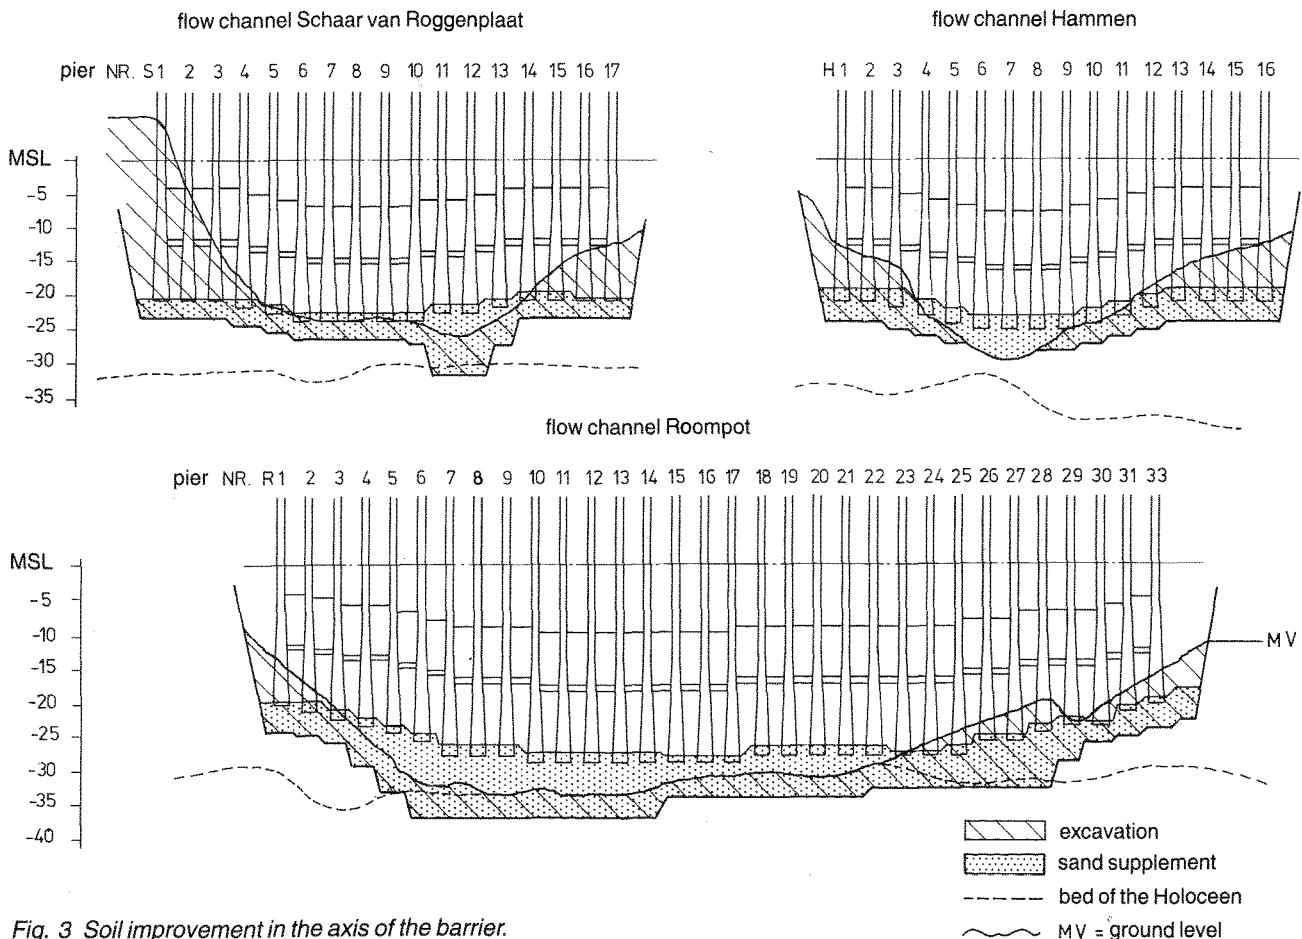 flow channel Schaar van Roggenplaat
pier NR. S1 2 3 4 5 6 7 8 9 10 11 12 13 14 15 16 17
MSL
-5
-10
-15
-20
-25
-30
-35
flow channel Hammen
H1 2 3 4 5 6 7 8 9 10 11 12 13 14 15 16
flow channel Roompot
pier NR. R1 2 3 4 5 6 7 8 9 10 11 12 13 14 15 16 17 18 19 20 21 22 23 24 25 26 27 28 29 30 31 33
MSL
-5
-10
-15
-20
-25
-30
-35
-40
MV
excavation
sand supplement
bed of the Holoceen
MV = ground level
Fig. 3 Soil improvement in the axis of the barrier.